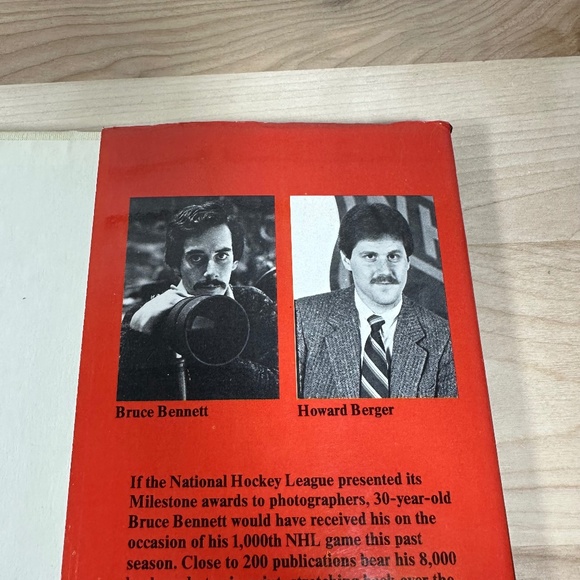 Bruce Bennett
Howard Berger
If the National Hockey League presented its
Milestone awards to photographers, 30-year-old
Bruce Bennett would have received his on the
occasion of his 1,000th NHL game this past
season. Close to 200 publications bear his 8,000